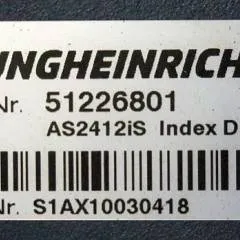 UNGHEINRICH
Nr. 51226801
AS2412iS Index D
Nr. S1AX10030418